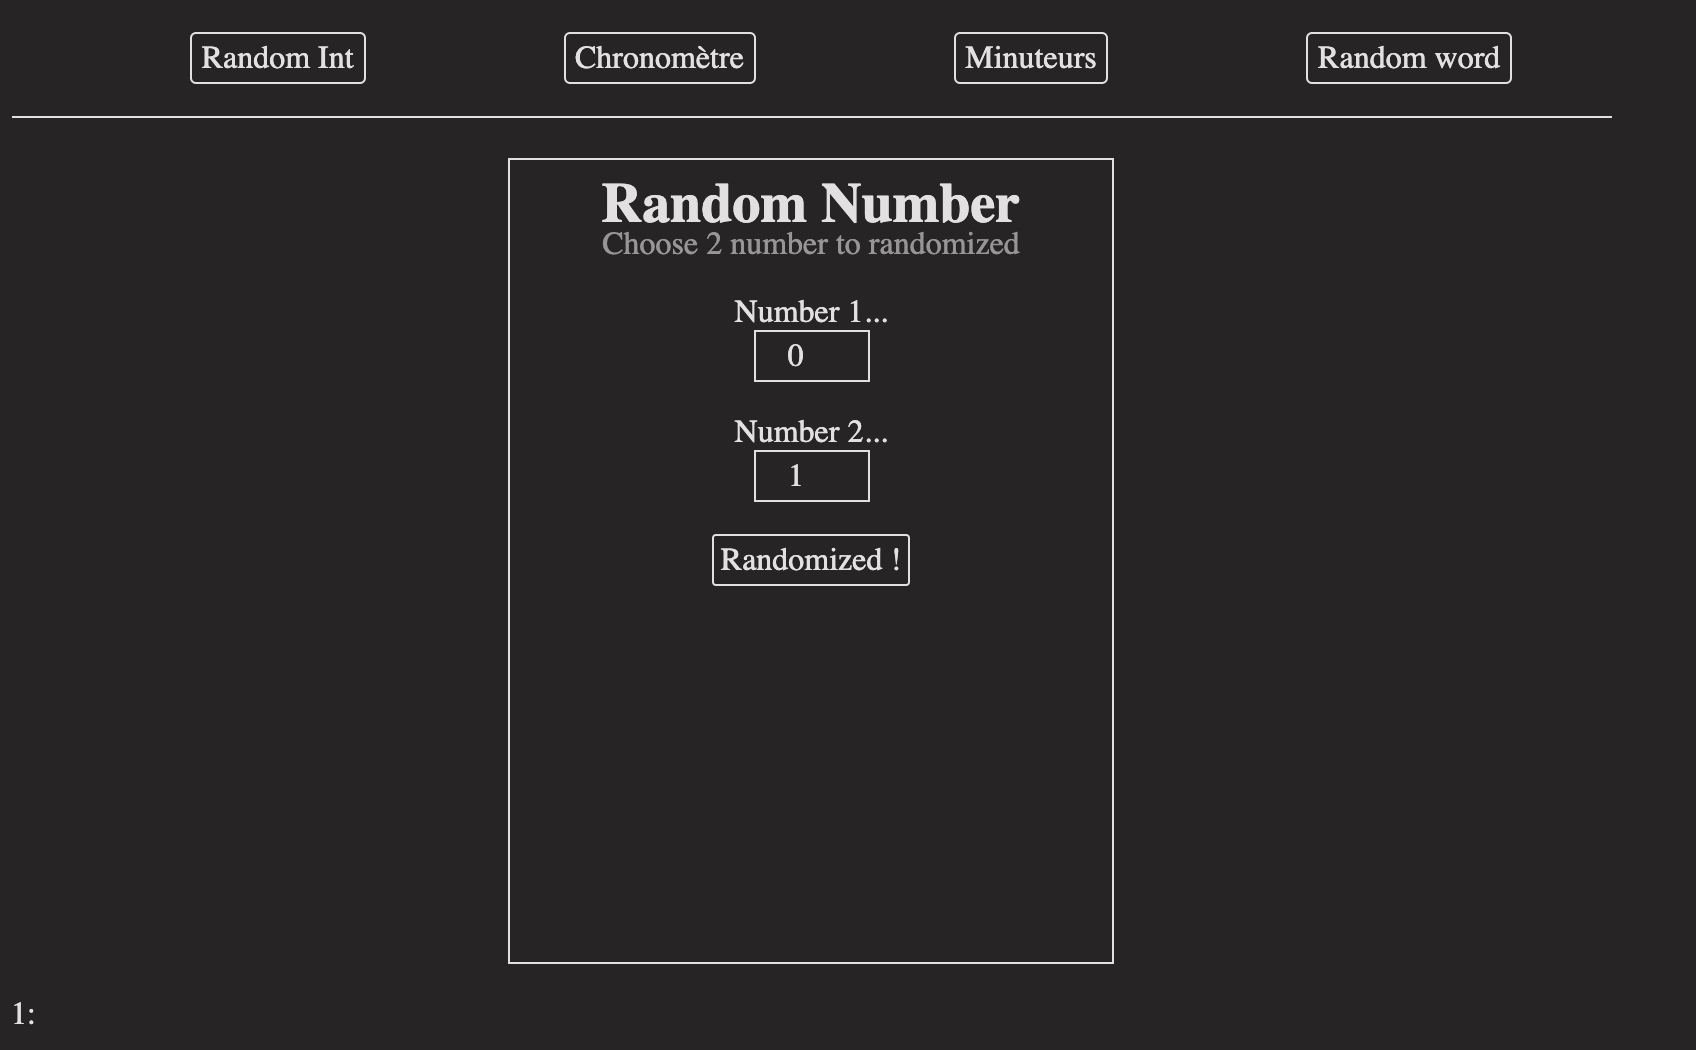 Random Int Chronomètre Minuteurs Random word
Random Number
Choose 2 number to randomized
Number 1...
0
Number 2...
1
Randomized !
1: